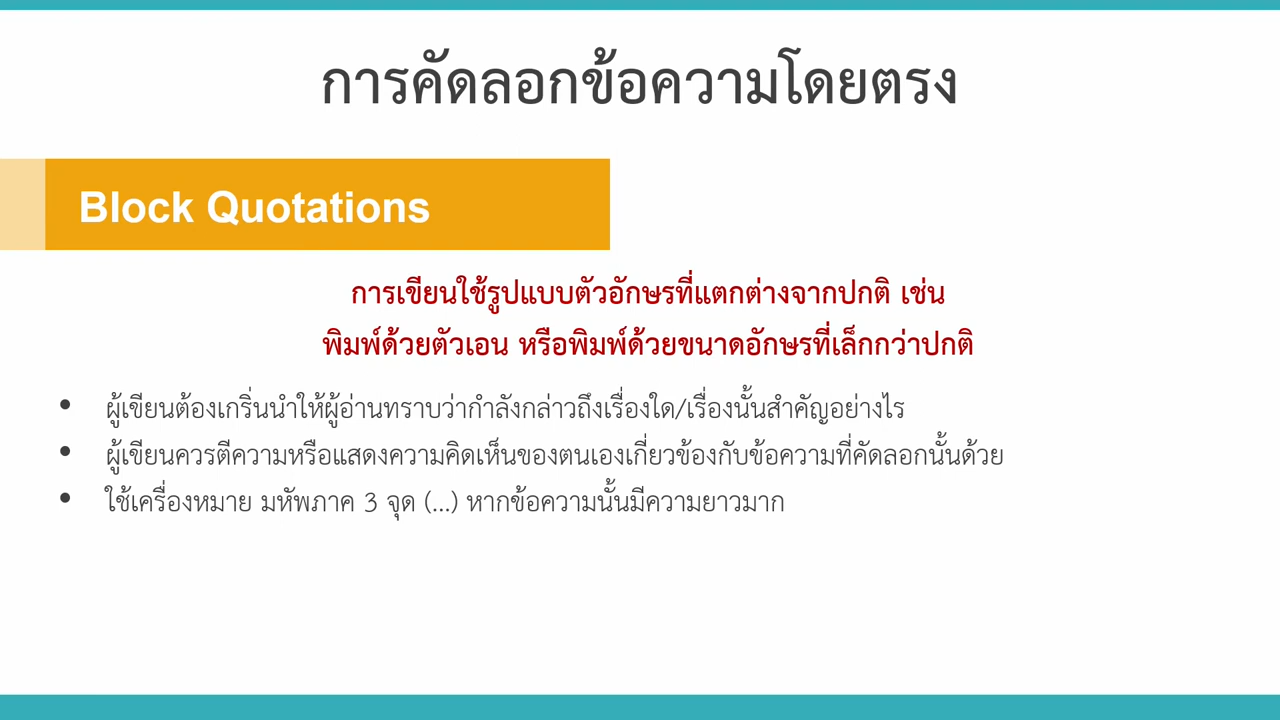 การคัดลอกข้อความโดยตรง
Block Quotations
การเขียนใช้รูปแบบตัวอักษรที่แตกต่างจากปกติ เช่น
พิมพ์ด้วยตัวเอน หรือพิมพ์ด้วยขนาดอักษรที่เล็กกว่าปกติ
• ผู้เขียนต้องเกริ่นนำให้ผู้อ่านทราบว่ากำลังกล่าวถึงเรื่องใด/เรื่องนั้นสำคัญอย่างไร
• ผู้เขียนควรตีความหรือแสดงความคิดเห็นของตนเองเกี่ยวข้องกับข้อความที่คัดลอกนั้นด้วย
• ใช้เครื่องหมาย มหัพภาค 3 จุด (...) หากข้อความนั้นมีความยาวมาก